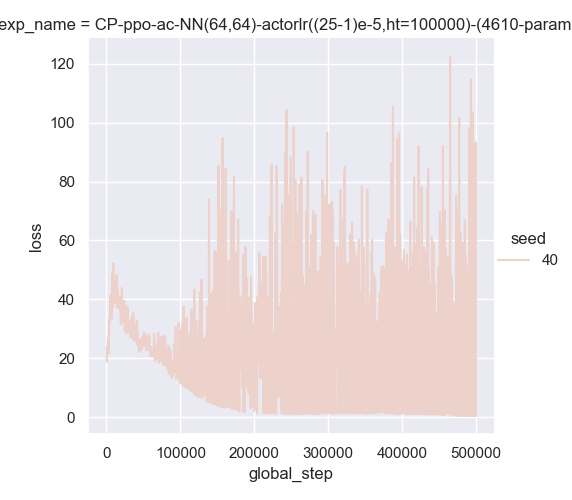 exp_name = CP-ppo-ac-NN(64,64)-actorlr((25-1)e-5,ht=100000)-(4610-param
120
100
80
60
40
20
0
loss
0 100000 200000 300000 400000 500000
global_step
seed
40